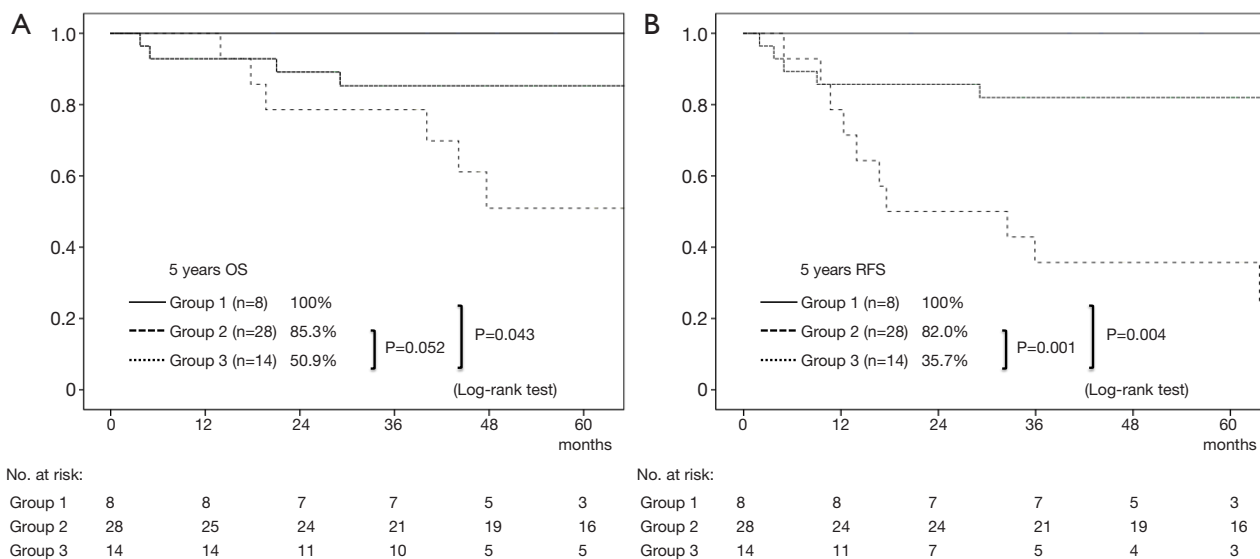 A
1.0
0.8
0.6
0.4
0.2
0
5 years OS
Group 1 (n=8) 100%
Group 2 (n=28) 85.3%
Group 3 (n=14) 50.9%
P=0.052
P=0.043
(Log-rank test)
0 12 24 36 48 60
months
No. at risk:
Group 1 8 8 7 7 5 3
Group 2 28 25 24 21 19 16
Group 3 14 14 11 10 5 5
B
1.0
0.8
0.6
0.4
0.2
0
5 years RFS
Group 1 (n=8) 100%
Group 2 (n=28) 82.0%
Group 3 (n=14) 35.7%
P=0.001
P=0.004
(Log-rank test)
0 12 24 36 48 60
months
No. at risk:
Group 1 8 8 7 7 5 3
Group 2 28 24 24 21 19 16
Group 3 14 11 7 5 4 3